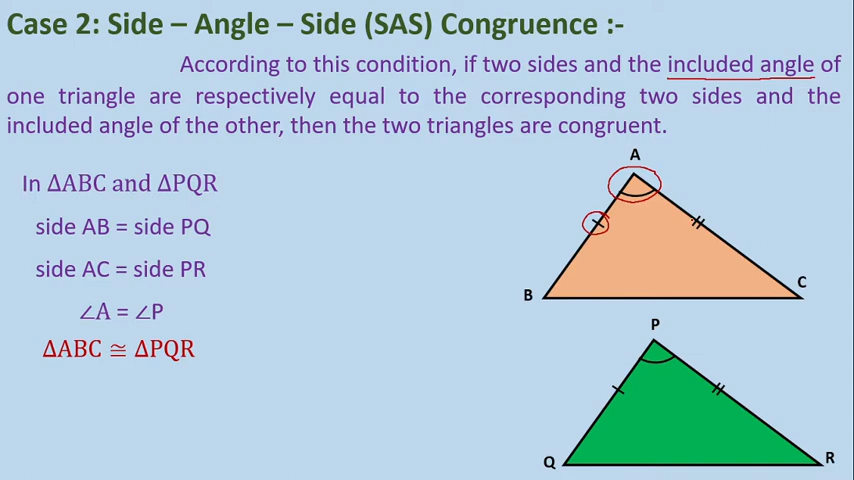 Case 2: Side – Angle – Side (SAS) Congruence :-
According to this condition, if two sides and the included angle of
one triangle are respectively equal to the corresponding two sides and the
included angle of the other, then the two triangles are congruent.
In ΔABC and ΔPQR
side AB = side PQ
side AC = side PR
∠A = ∠P
ΔABC ≅ ΔPQR
A
B
C
P
Q
R